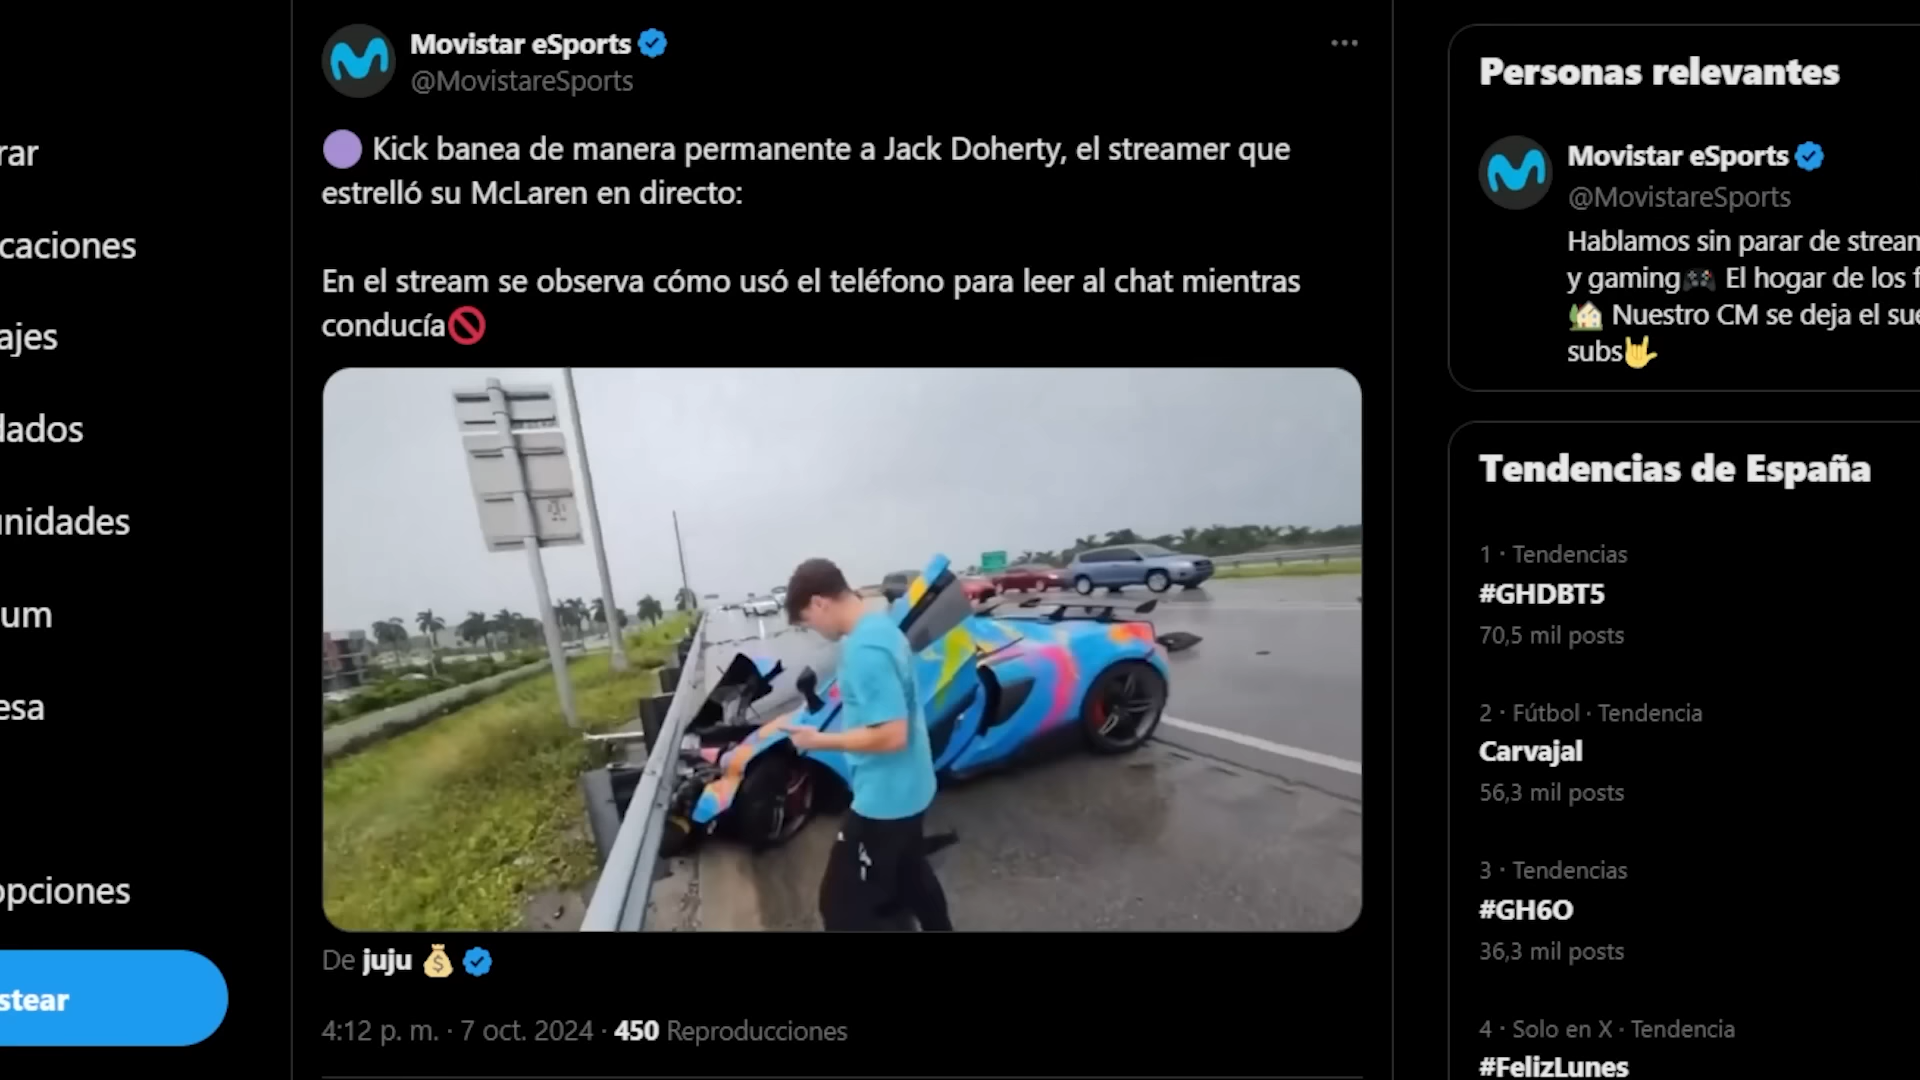 Movistar eSports
@MovistareSports
Kick banea de manera permanente a Jack Doherty, el streamer que
estrelló su McLaren en directo:
En el stream se observa cómo usó el teléfono para leer al chat mientras
conducía
De juju
4:12 p. m. · 7 oct. 2024 · 450 Reproducciones
rar
caciones
ajes
dados
unidades
um
esa
opciones
stear
Personas relevantes
Movistar eSports
@MovistareSports
Hablamos sin parar de stream
y gaming🎮 El hogar de los f
🏡 Nuestro CM se deja el sue
subs🤟
Tendencias de España
1 · Tendencias
#GHDBT5
70,5 mil posts
2 · Fútbol · Tendencia
Carvajal
56,3 mil posts
3 · Tendencias
#GH6O
36,3 mil posts
4 · Solo en X · Tendencia
#FelizLunes